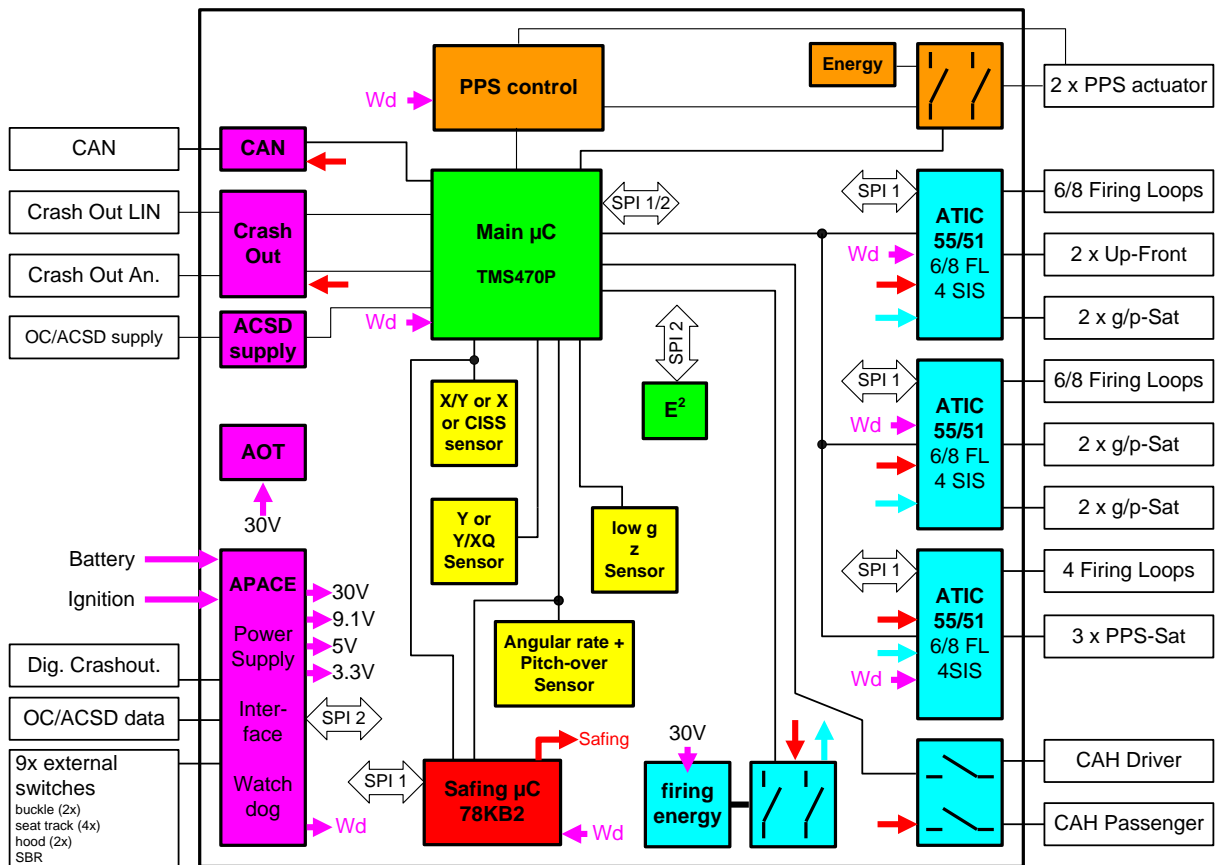 PPS control
Wd
Energy
2 x PPS actuator
CAN
CAN
Crash Out LIN
Crash Out An.
Crash
Out
OC/ACSD supply
ACSD
supply
Wd
Main µC
TMS470P
SPI 1/2
SPI 2
E²
SPI 1
ATIC
55/51
6/8 FL
4 SIS
Wd
6/8 Firing Loops
2 x Up-Front
2 x g/p-Sat
SPI 1
ATIC
55/51
6/8 FL
4 SIS
Wd
6/8 Firing Loops
2 x g/p-Sat
2 x g/p-Sat
SPI 1
ATIC
55/51
6/8 FL
4SIS
Wd
4 Firing Loops
3 x PPS-Sat
X/Y or X
or CISS
sensor
Y or
Y/XQ
Sensor
low g
z
Sensor
Angular rate +
Pitch-over
Sensor
AOT
30V
Battery
Ignition
APACE
Power
Supply
Inter-
face
Watch
dog
30V
9.1V
5V
3.3V
SPI 2
Wd
Dig. Crashout.
OC/ACSD data
9x external
switches
buckle (2x)
seat track (4x)
hood (2x)
SBR
SPI 1
Safing µC
78KB2
Safing
Wd
30V
firing
energy
CAH Driver
CAH Passenger